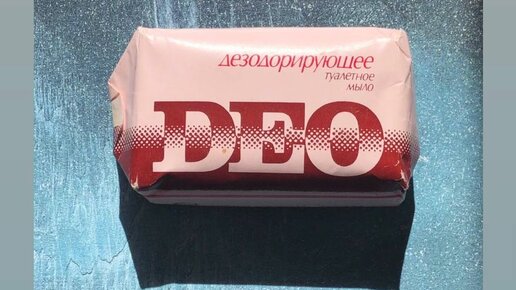 дезодорирующее
туалетное
мыло
DEO